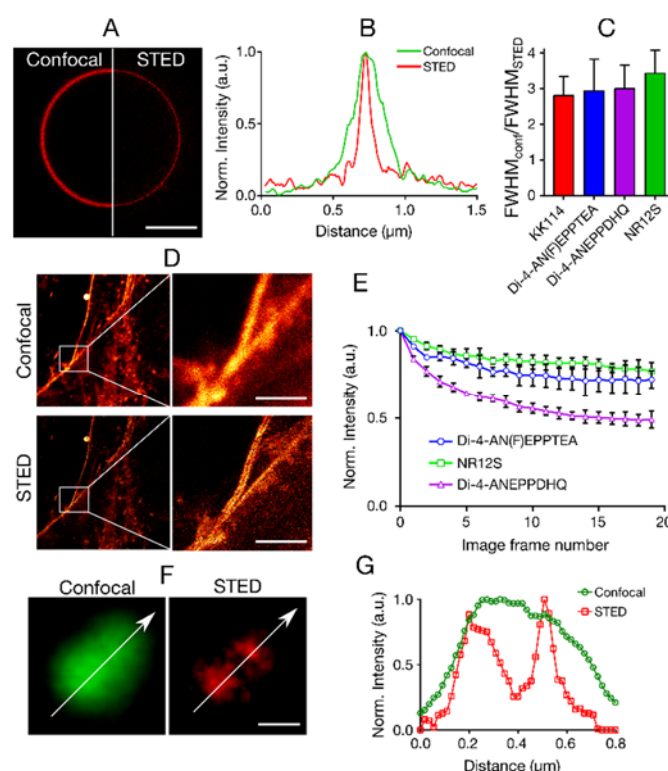 A
Confocal
STED
B
Norm. Intensity (a.u.)
1.0
0.5
0.0
0.0
0.5
1.0
1.5
Distance (µm)
Confocal
STED
C
FWHMconf/FWHMSTED
4
3
2
1
0
KK114
Di-4-AN(F)EPPTEA
Di-4-ANEPPDHQ
NR12S
D
Confocal
STED
E
Norm. Intensity (a.u.)
1.0
0.5
0.0
0
5
10
15
20
Di-4-AN(F)EPPTEA
NR12S
Di-4-ANEPPDHQ
Image frame number
F
Confocal
STED
G
Norm. Intensity (a.u.)
1.0
0.5
0.0
0.0
0.2
0.4
0.6
0.8
Distance (µm)
Confocal
STED